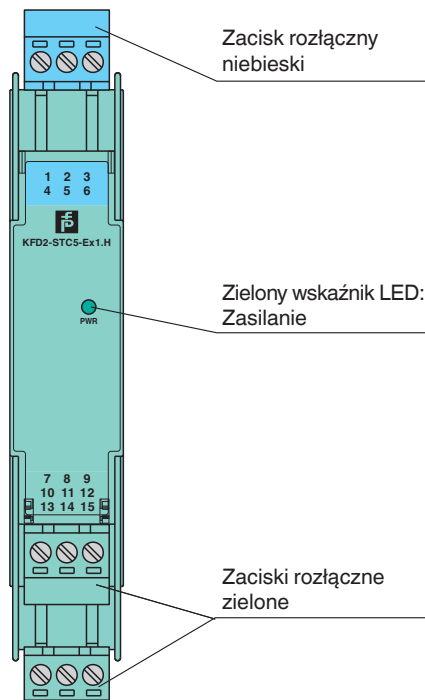 Zacisk rozłączny
niebieski
1 2 3
4 5 6
KFD2-STC5-Ex1.H
Zielony wskaźnik LED:
Zasilanie
PWR
7 8 9
10 11 12
13 14 15
Zaciski rozłączne
zielone